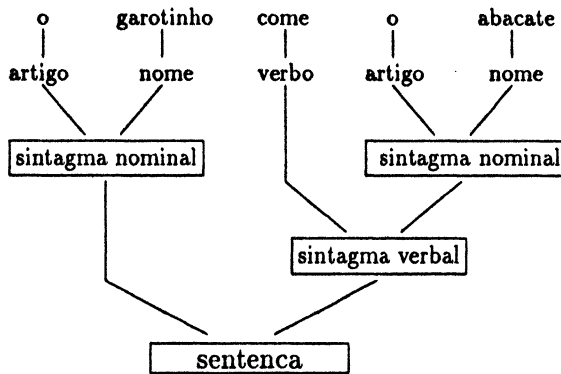 o garotinho come o abacate
artigo nome verbo artigo nome
sintagma nominal sintagma nominal
sintagma verbal
sentenca